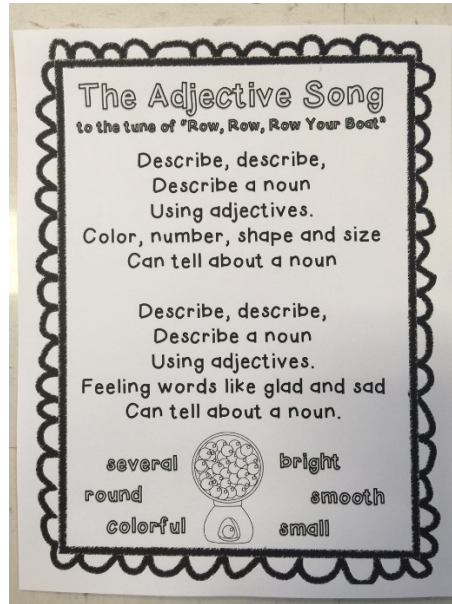 The Adjective Song
to the tune of "Row, Row, Row Your Boat"
Describe, describe,
Describe a noun
Using adjectives.
Color, number, shape and size
Can tell about a noun
Describe, describe,
Describe a noun
Using adjectives.
Feeling words like glad and sad
Can tell about a noun.
several bright
round smooth
colorful small